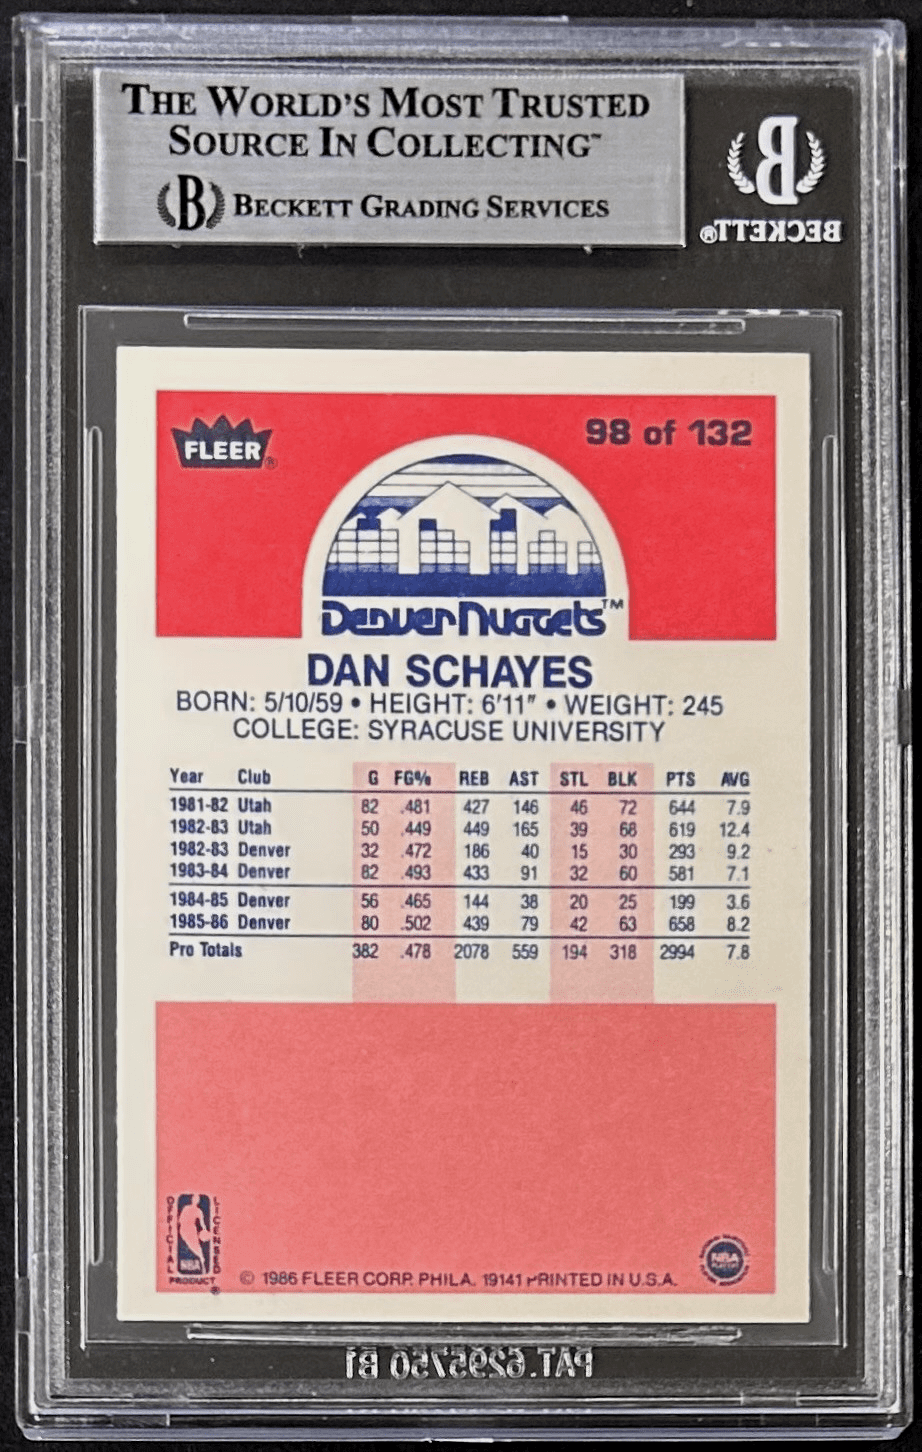 THE WORLD'S MOST TRUSTED
SOURCE IN COLLECTING™
B BECKETT GRADING SERVICES
B
BECKETT®
FLEER®
98 of 132
DENVER NUGGETS™
DAN SCHAYES
BORN: 5/10/59 • HEIGHT: 6'11" • WEIGHT: 245
COLLEGE: SYRACUSE UNIVERSITY
Year Club G FG% REB AST STL BLK PTS AVG
1981-82 Utah 82 .481 427 146 46 72 644 7.9
1982-83 Utah 50 .449 449 165 39 68 619 12.4
1982-83 Denver 32 .472 186 40 15 30 293 9.2
1983-84 Denver 82 .493 433 91 32 60 581 7.1
1984-85 Denver 56 .465 144 38 20 25 199 3.6
1985-86 Denver 80 .502 439 79 42 63 658 8.2
Pro Totals 382 .478 2078 559 194 318 2994 7.8
OFFICIAL LICENSED
NBA
PRODUCT ®
© 1986 FLEER CORP. PHILA. 19141 PRINTED IN U.S.A.
NBA
PLAYERS
PAT. 6295750 B1